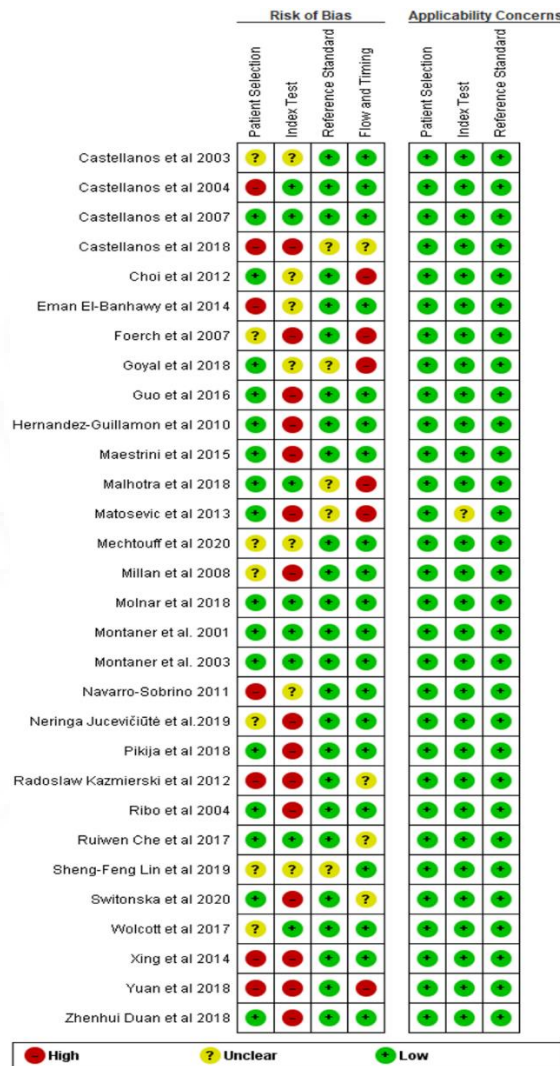 Risk of Bias Applicability Concerns
Patient Selection Index Test Reference Standard Flow and Timing Patient Selection Index Test Reference Standard
Castellanos et al 2003 ? ? + + + + +
Castellanos et al 2004 – + + + + + +
Castellanos et al 2007 + + + + + + +
Castellanos et al 2018 – – ? ? + + +
Choi et al 2012 + ? + – + + +
Eman El-Banhawy et al 2014 – ? + + + + +
Foerch et al 2007 ? – + – + + +
Goyal et al 2018 + ? ? – + + +
Guo et al 2016 + – + + + + +
Hernandez-Guillamon et al 2010 + – + + + + +
Maestrini et al 2015 + – + + + + +
Malhotra et al 2018 + + ? – + + +
Matosevic et al 2013 + – ? – + ? +
Mechtouff et al 2020 ? ? + + + + +
Millan et al 2008 ? – + + + + +
Molnar et al 2018 + + + + + + +
Montaner et al. 2001 + + + + + + +
Montaner et al. 2003 + + + + + + +
Navarro-Sobrino 2011 – ? + + + + +
Neringa Jucevičiūtė et al.2019 ? – + + + + +
Pikija et al 2018 + – + + + + +
Radoslaw Kazmierski et al 2012 – – + ? + + +
Ribo et al 2004 + – + + + + +
Ruiwen Che et al 2017 + + + ? + + +
Sheng-Feng Lin et al 2019 ? ? ? + + + +
Switonska et al 2020 + – + ? + + +
Wolcott et al 2017 ? + + + + + +
Xing et al 2014 – – + + + + +
Yuan et al 2018 – – + – + + +
Zhenhui Duan et al 2018 + – + + + + +
– High ? Unclear + Low